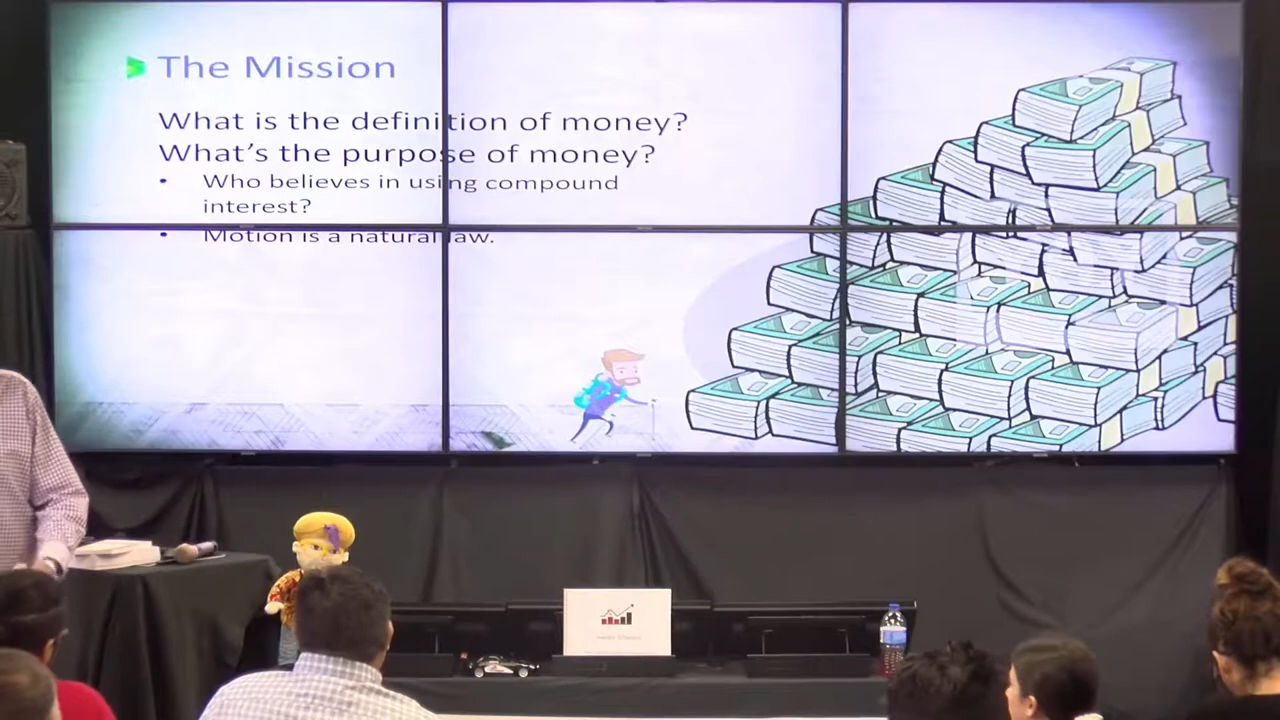 The Mission
What is the definition of money?
What's the purpose of money?
• Who believes in using compound
interest?
• Motion is a natural law.